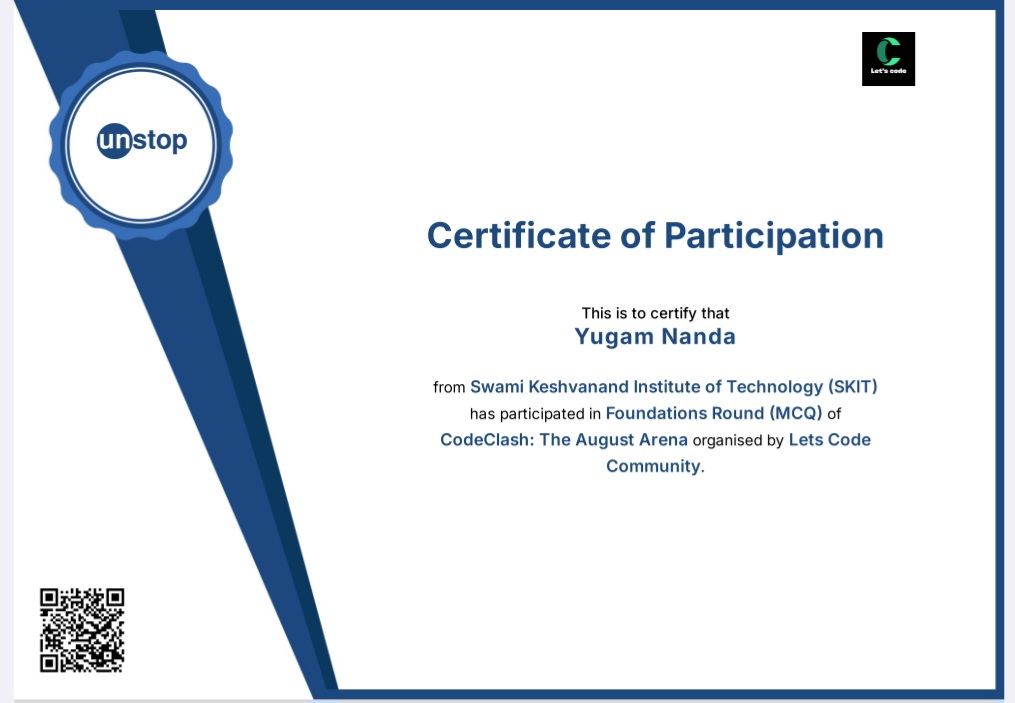 Let's code
unstop
Certificate of Participation
This is to certify that
Yugam Nanda
from Swami Keshvanand Institute of Technology (SKIT)
has participated in Foundations Round (MCQ) of
CodeClash: The August Arena organised by Lets Code
Community.